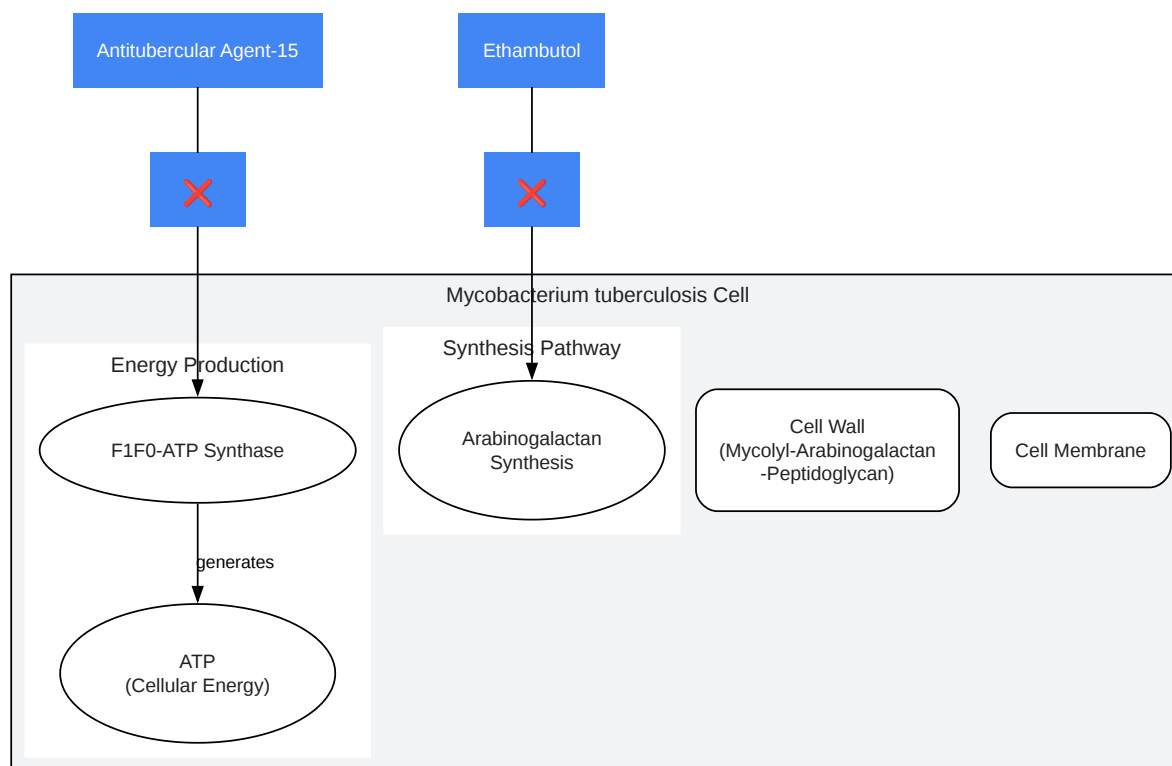 Antitubercular Agent-15
Ethambutol
❌
❌
Mycobacterium tuberculosis Cell
Energy Production
Synthesis Pathway
F1F0-ATP Synthase
Arabinogalactan
Synthesis
Cell Wall
(Mycolyl-Arabinogalactan
-Peptidoglycan)
Cell Membrane
generates
ATP
(Cellular Energy)